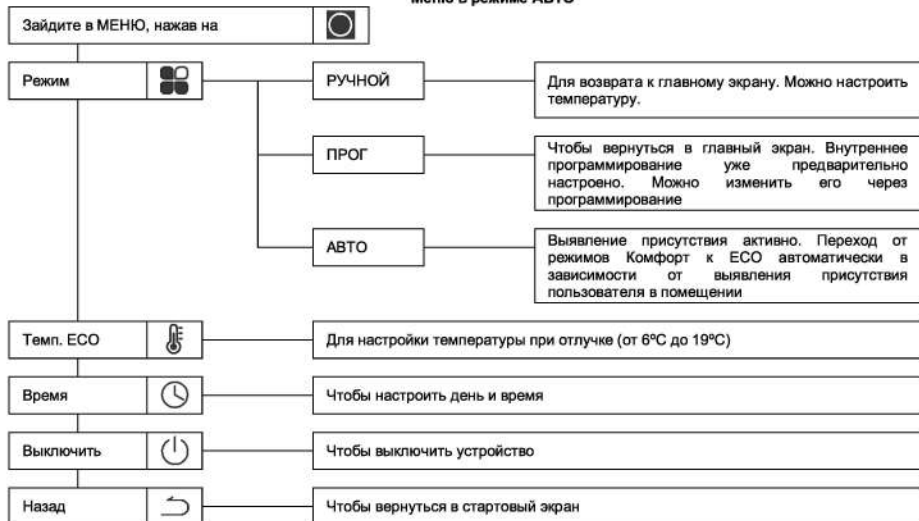 Меню в режиме АВТО
Зайдите в МЕНЮ, нажав на
Режим
РУЧНОЙ
Для возврата к главному экрану. Можно настроить
температуру.
ПРОГ
Чтобы вернуться в главный экран. Внутреннее
программирование уже предварительно
настроено. Можно изменить его через
программирование
АВТО
Выявление присутствия активно. Переход от
режимов Комфорт к ECO автоматически в
зависимости от выявления присутствия
пользователя в помещении
Темп. ECO
Для настройки температуры при отлучке (от 6ºC до 19ºC)
Время
Чтобы настроить день и время
Выключить
Чтобы выключить устройство
Назад
Чтобы вернуться в стартовый экран